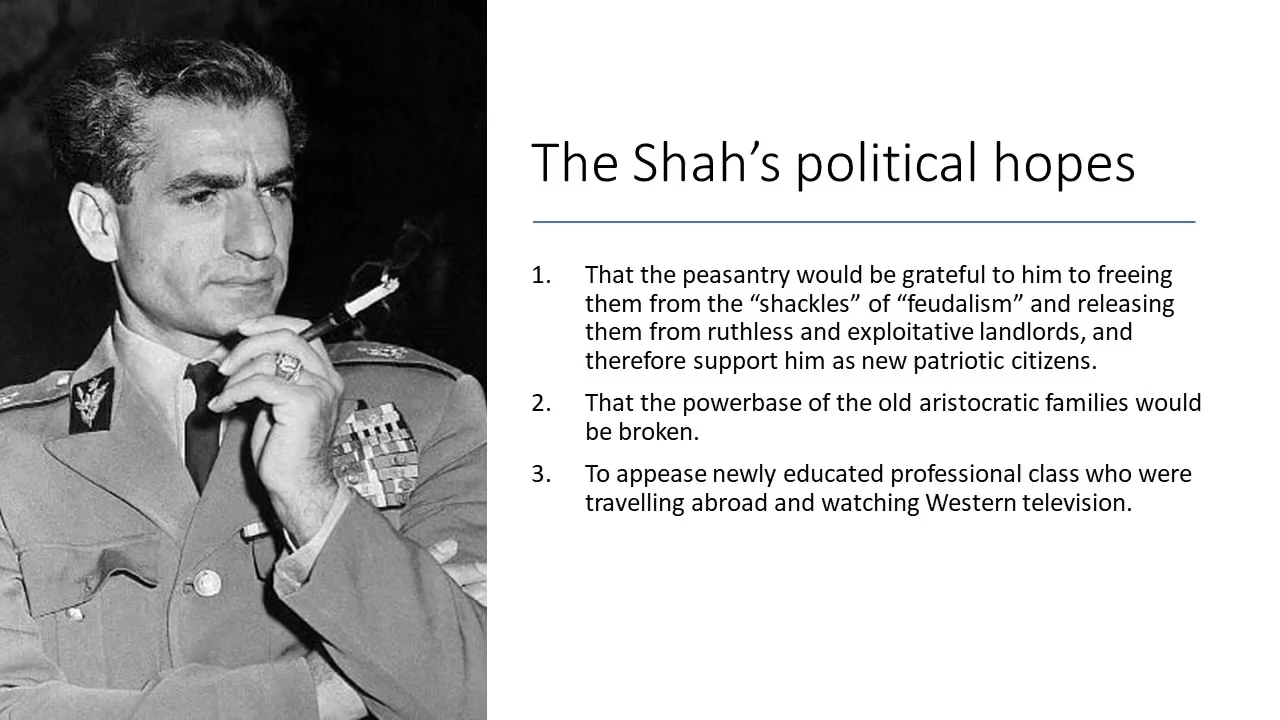 The Shah’s political hopes
1. That the peasantry would be grateful to him to freeing
them from the “shackles” of “feudalism” and releasing
them from ruthless and exploitative landlords, and
therefore support him as new patriotic citizens.
2. That the powerbase of the old aristocratic families would
be broken.
3. To appease newly educated professional class who were
travelling abroad and watching Western television.